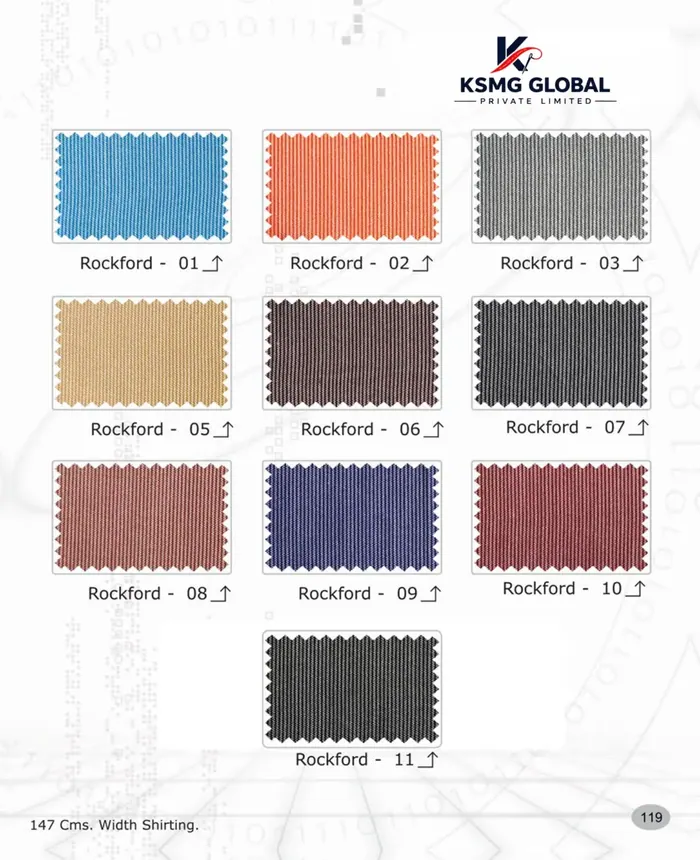 KSMG GLOBAL
PRIVATE LIMITED
Rockford - 01
Rockford - 02
Rockford - 03
Rockford - 05
Rockford - 06
Rockford - 07
Rockford - 08
Rockford - 09
Rockford - 10
Rockford - 11
147 Cms. Width Shirting.
119